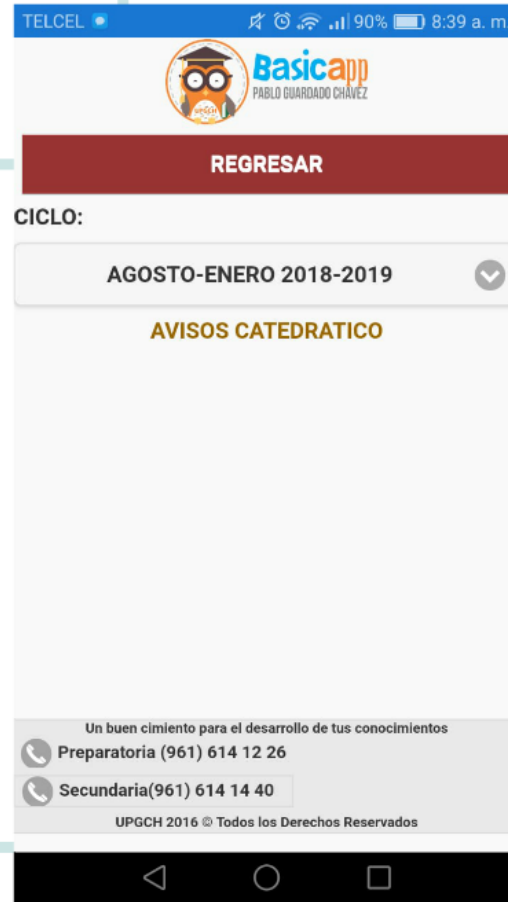 TELCEL 90% 8:39 a. m
Basicapp
PABLO GUARDADO CHÁVEZ
UPGCH
REGRESAR
CICLO:
AGOSTO-ENERO 2018-2019
AVISOS CATEDRATICO
Un buen cimiento para el desarrollo de tus conocimientos
Preparatoria (961) 614 12 26
Secundaria(961) 614 14 40
UPGCH 2016 © Todos los Derechos Reservados